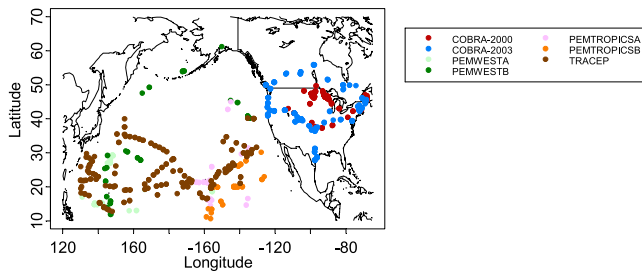 70
60
50
40
30
20
10
Latitude
120 160 -160 -120 -80
Longitude
COBRA-2000 PEMTROPICSA
COBRA-2003 PEMTROPICSB
PEMWESTA TRACEP
PEMWESTB